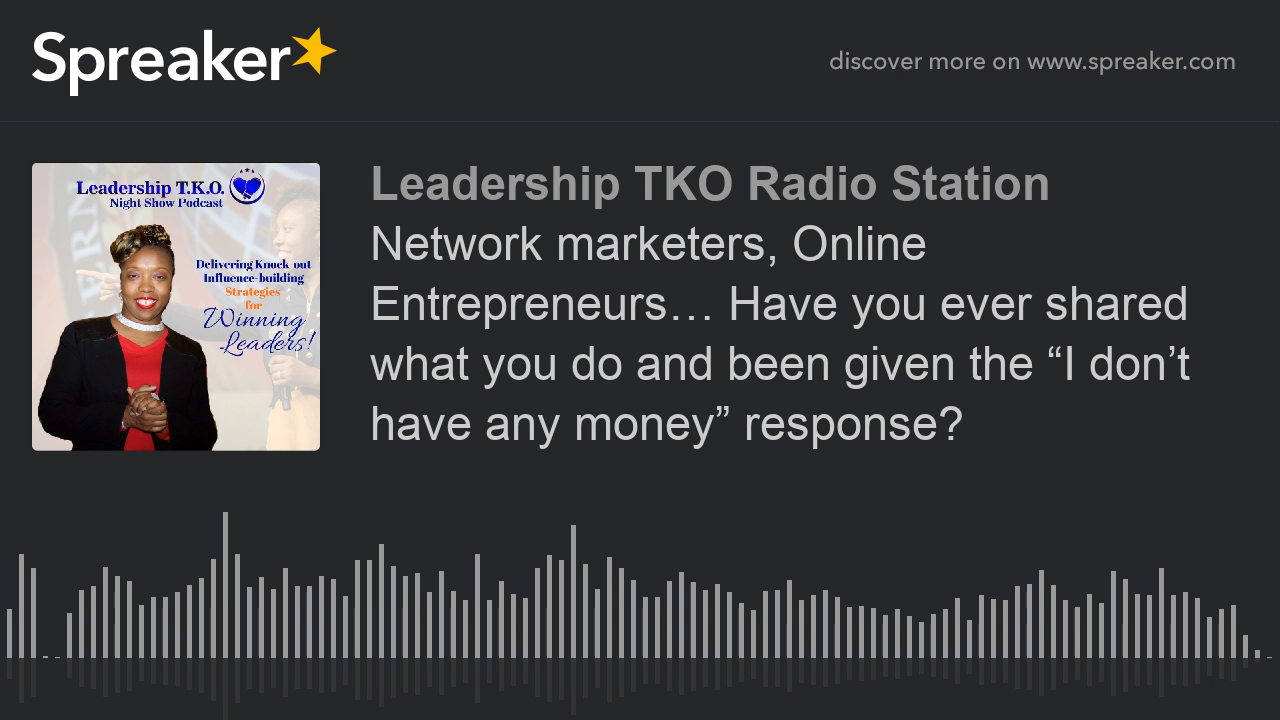 Spreaker
discover more on www.spreaker.com
Leadership T.K.O.
Night Show Podcast
Delivering Knock-out
Influence-building
Strategies
for
Winning
Leaders!
Leadership TKO Radio Station
Network marketers, Online
Entrepreneurs… Have you ever shared
what you do and been given the “I don’t
have any money” response?